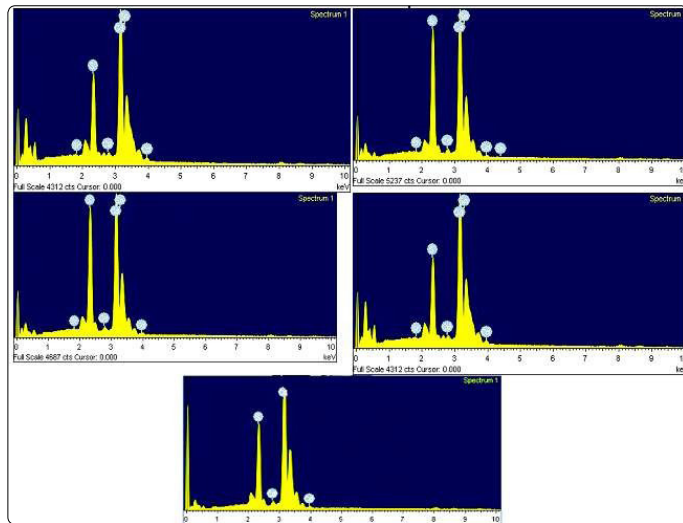 Spectrum 1
0 1 2 3 4 5 6 7 8 9 10
Full Scale 4312 cts Cursor: 0.000
keV
Spectrum
0 1 2 3 4 5 6 7 8 9 10
Full Scale 5237 cts Cursor: 0.000
ke
Spectrum 1
0 1 2 3 4 5 6 7 8 9 10
Full Scale 4687 cts Cursor: 0.000
keV
Spectrum
0 1 2 3 4 5 6 7 8 9
Full Scale 4312 cts Cursor: 0.000
ke
Spectrum 1
0 1 2 3 4 5 6 7 8 9 10